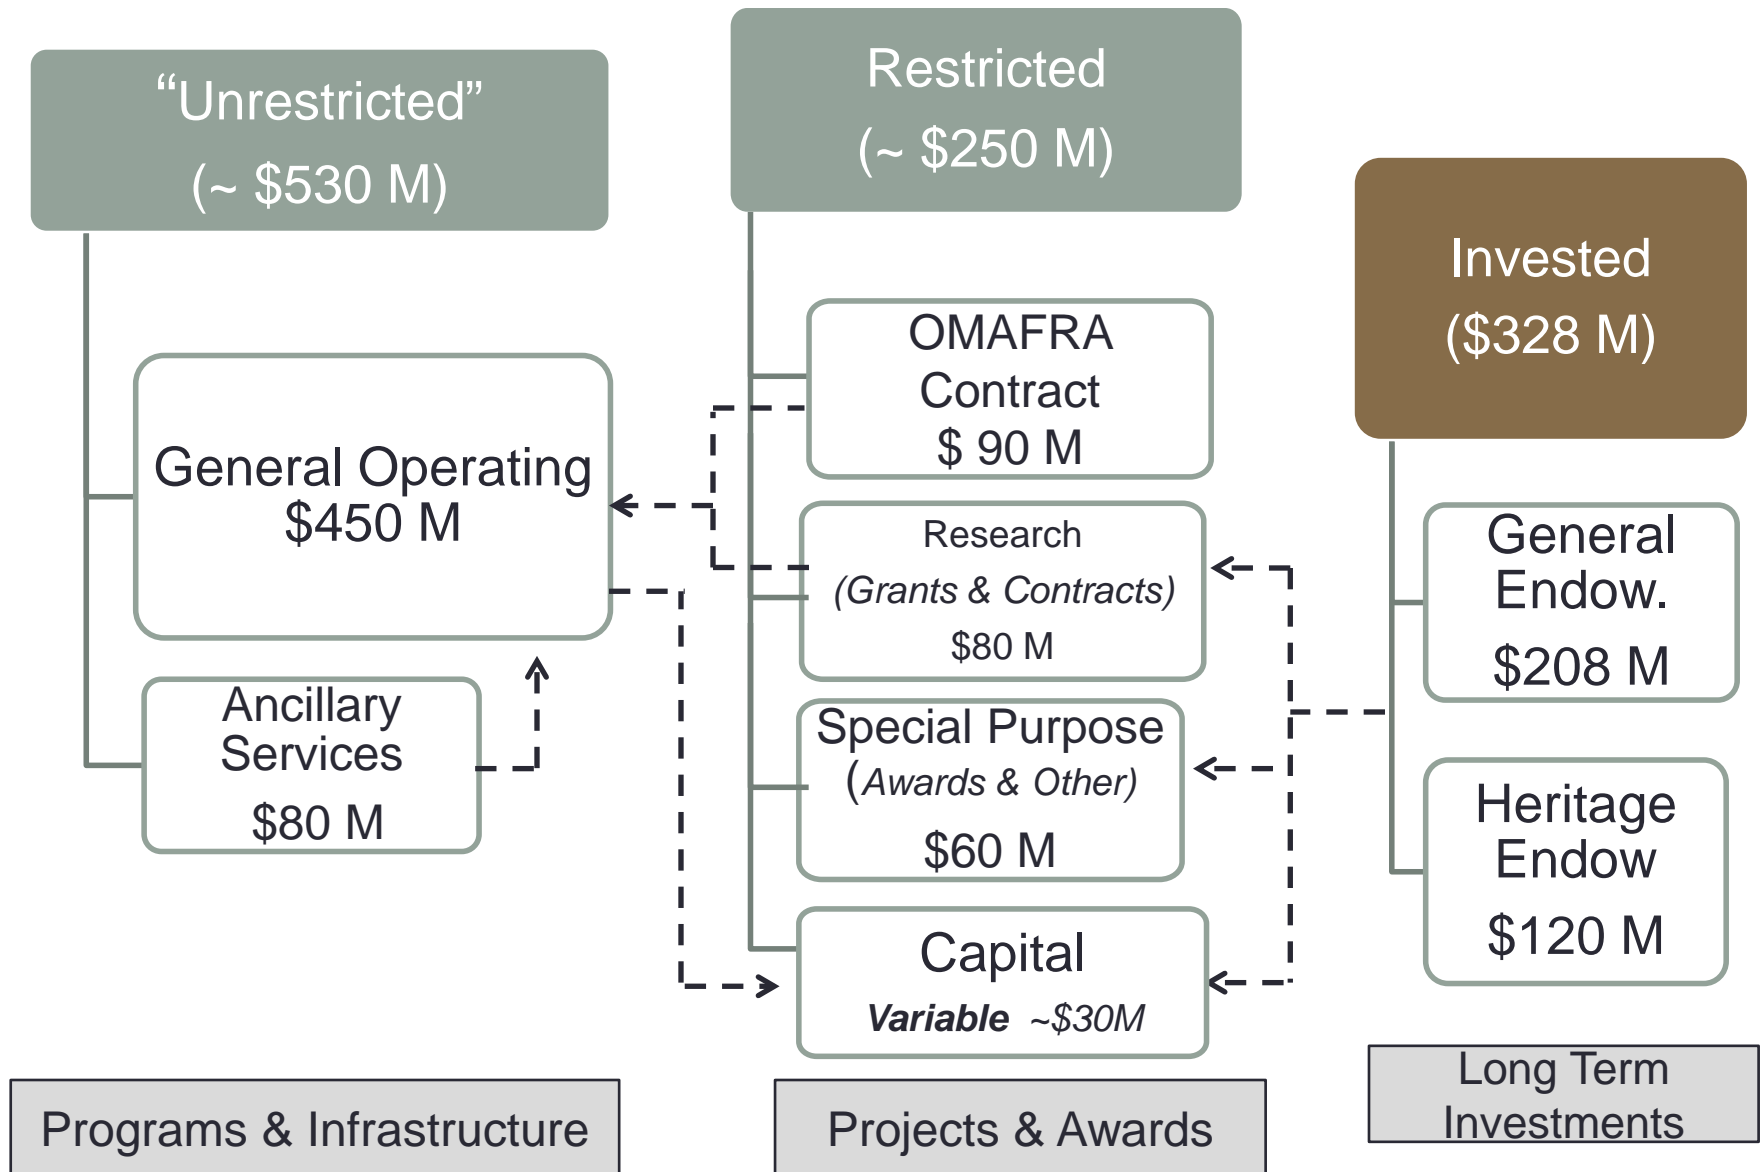 “Unrestricted”
(~ $530 M)
General Operating
$450 M
Ancillary
Services
$80 M
Programs & Infrastructure
Restricted
(~ $250 M)
OMAFRA
Contract
$ 90 M
Research
(Grants & Contracts)
$80 M
Special Purpose
(Awards & Other)
$60 M
Capital
Variable ~$30M
Projects & Awards
Invested
($328 M)
General
Endow.
$208 M
Heritage
Endow
$120 M
Long Term
Investments